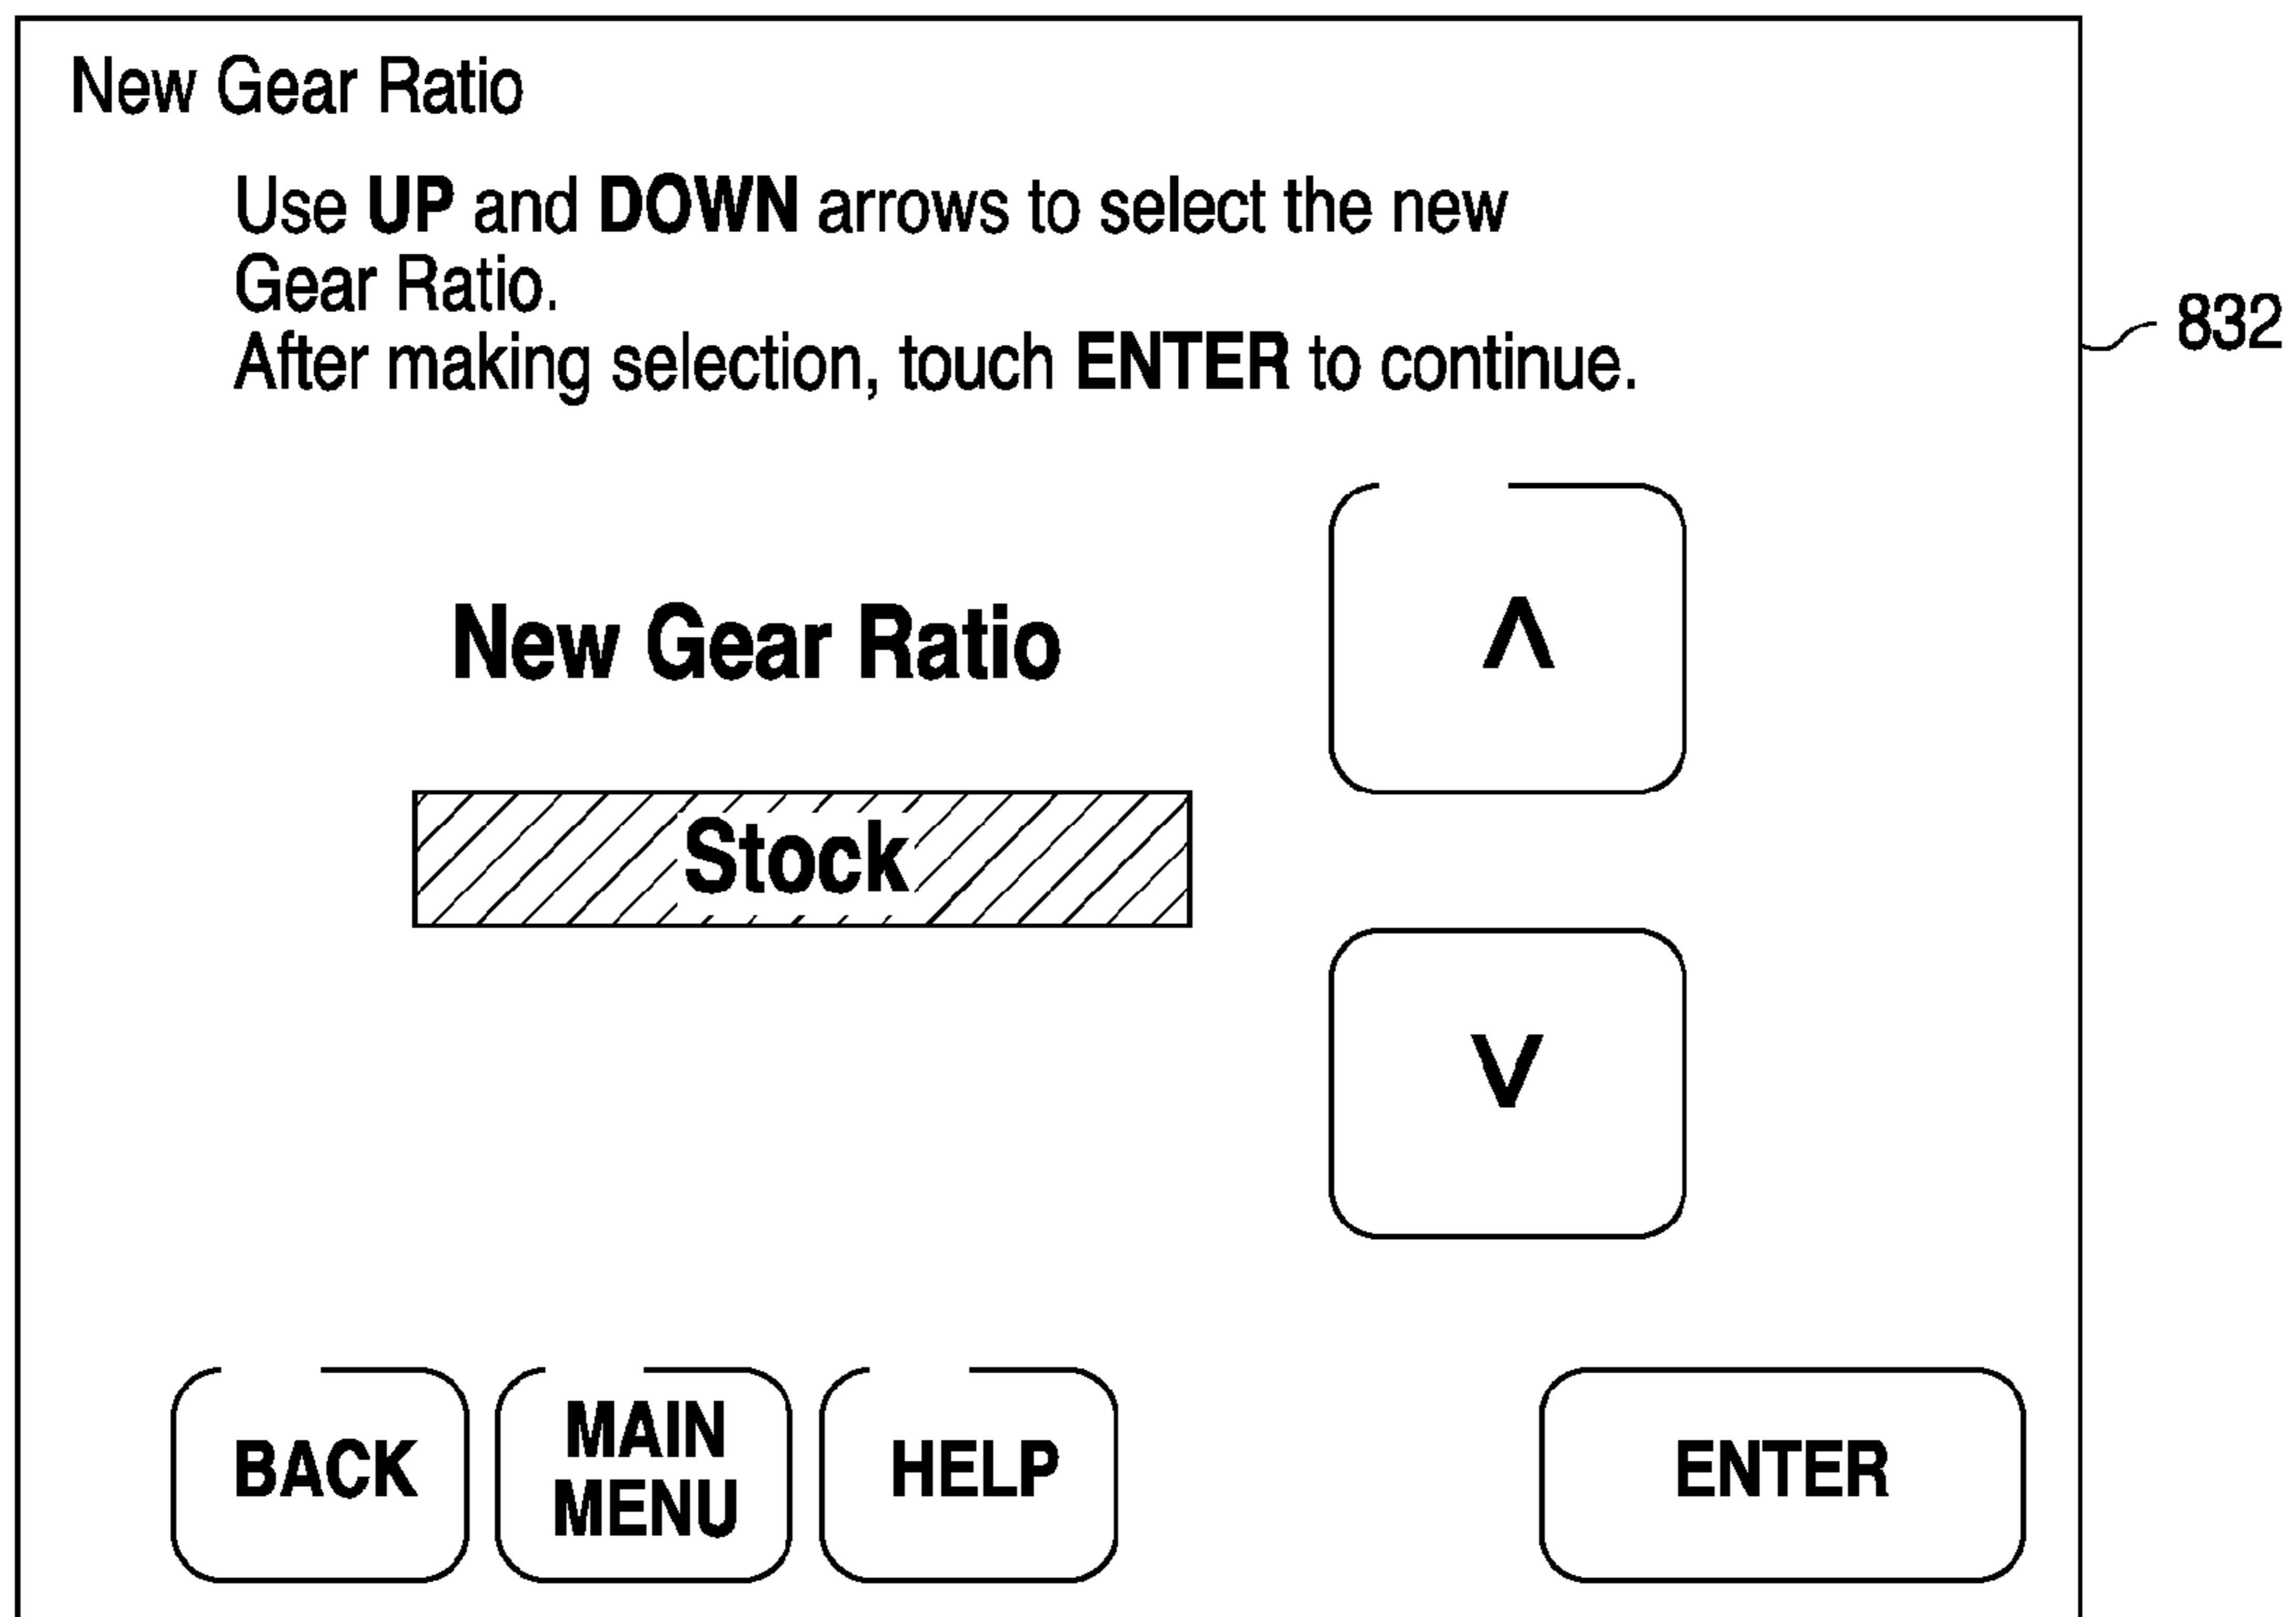 New Gear Ratio
Use UP and DOWN arrows to select the new
Gear Ratio.
After making selection, touch ENTER to continue.
832
New Gear Ratio
Λ
Stock
V
BACK
MAIN
MENU
HELP
ENTER